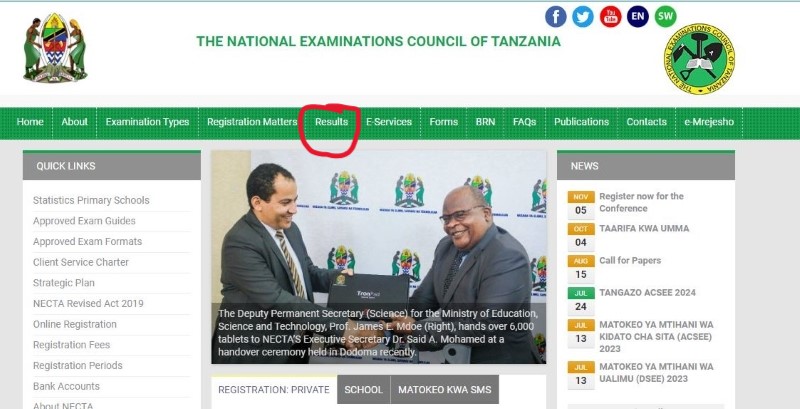 EN
SW
THE NATIONAL EXAMINATIONS COUNCIL OF TANZANIA
THE NATIONAL EXAMINATIONS COUNCIL OF TANZANIA
Home
About
Examination Types
Registration Matters
Results
E-Services
Forms
BRN
FAQs
Publications
Contacts
e-Mrejesho
QUICK LINKS
Statistics Primary Schools
Approved Exam Guides
Approved Exam Formats
Client Service Charter
Strategic Plan
NECTA Revised Act 2019
Online Registration
Registration Fees
Registration Periods
Bank Accounts
About NECTA
The Deputy Permanent Secretary (Science) for the Ministry of Education,
Science and Technology, Prof. James E. Mdoe (Right), hands over 6,000
tablets to NECTA'S Executive Secretary Dr. Said A. Mohamed at a
handover ceremony held in Dodoma recently.
REGISTRATION: PRIVATE
SCHOOL
MATOKEO KWA SMS
NEWS
NOV
05
Register now for the
Conference
OCT
04
TAARIFA KWA UMMA
AUG
15
Call for Papers
JUL
24
TANGAZO ACSEE 2024
JUL
13
MATOKEO YA MTIHANI WA
KIDATO CHA SITA (ACSEE)
2023
JUL
13
MATOKEO YA MTIHANI WA
UALIMU (DSEE) 2023